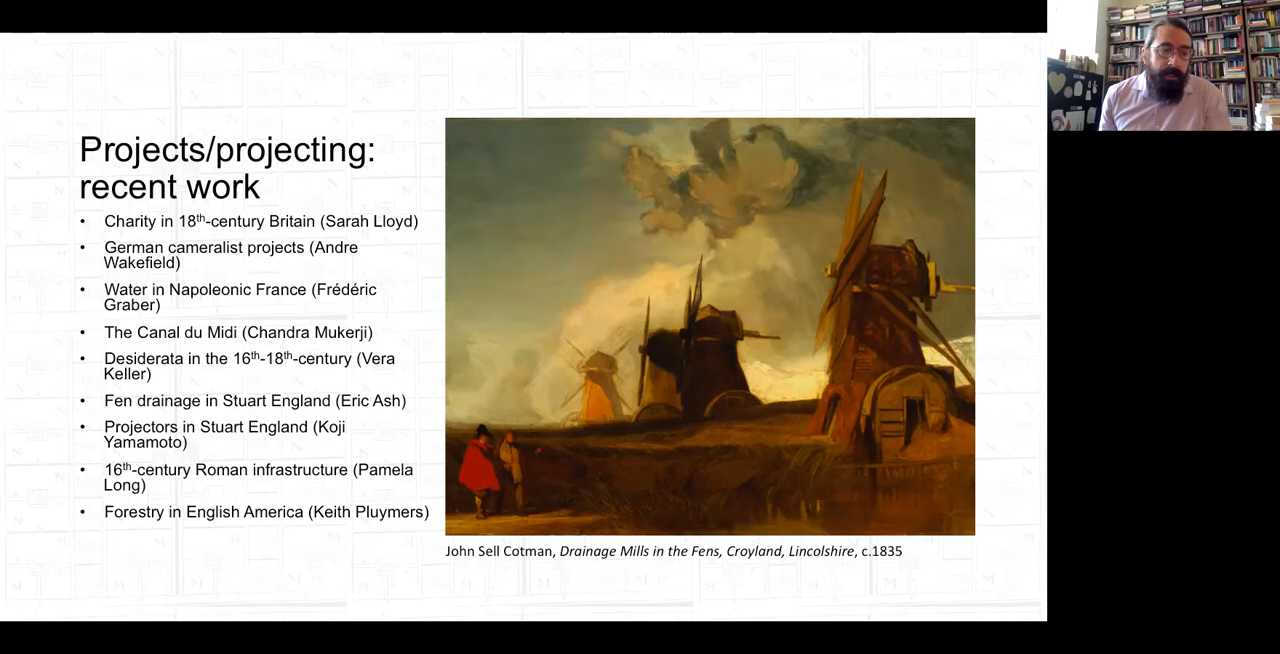 Projects/projecting:
recent work
• Charity in 18th-century Britain (Sarah Lloyd)
• German cameralist projects (Andre
Wakefield)
• Water in Napoleonic France (Frédéric
Graber)
• The Canal du Midi (Chandra Mukerji)
• Desiderata in the 16th-18th-century (Vera
Keller)
• Fen drainage in Stuart England (Eric Ash)
• Projectors in Stuart England (Koji
Yamamoto)
• 16th-century Roman infrastructure (Pamela
Long)
• Forestry in English America (Keith Pluymers)
John Sell Cotman, Drainage Mills in the Fens, Croyland, Lincolnshire, c.1835